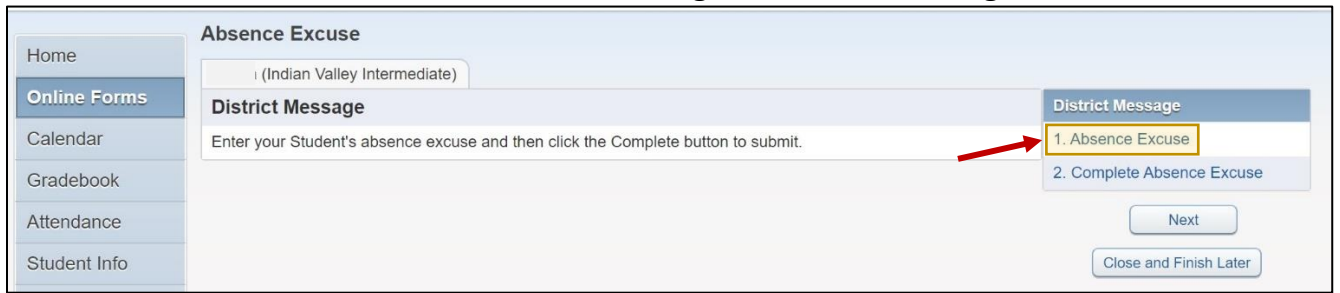 Home
Online Forms
Calendar
Gradebook
Attendance
Student Info
Absence Excuse
(Indian Valley Intermediate)
District Message
Enter your Student's absence excuse and then click the Complete button to submit.
District Message
1. Absence Excuse
2. Complete Absence Excuse
Next
Close and Finish Later